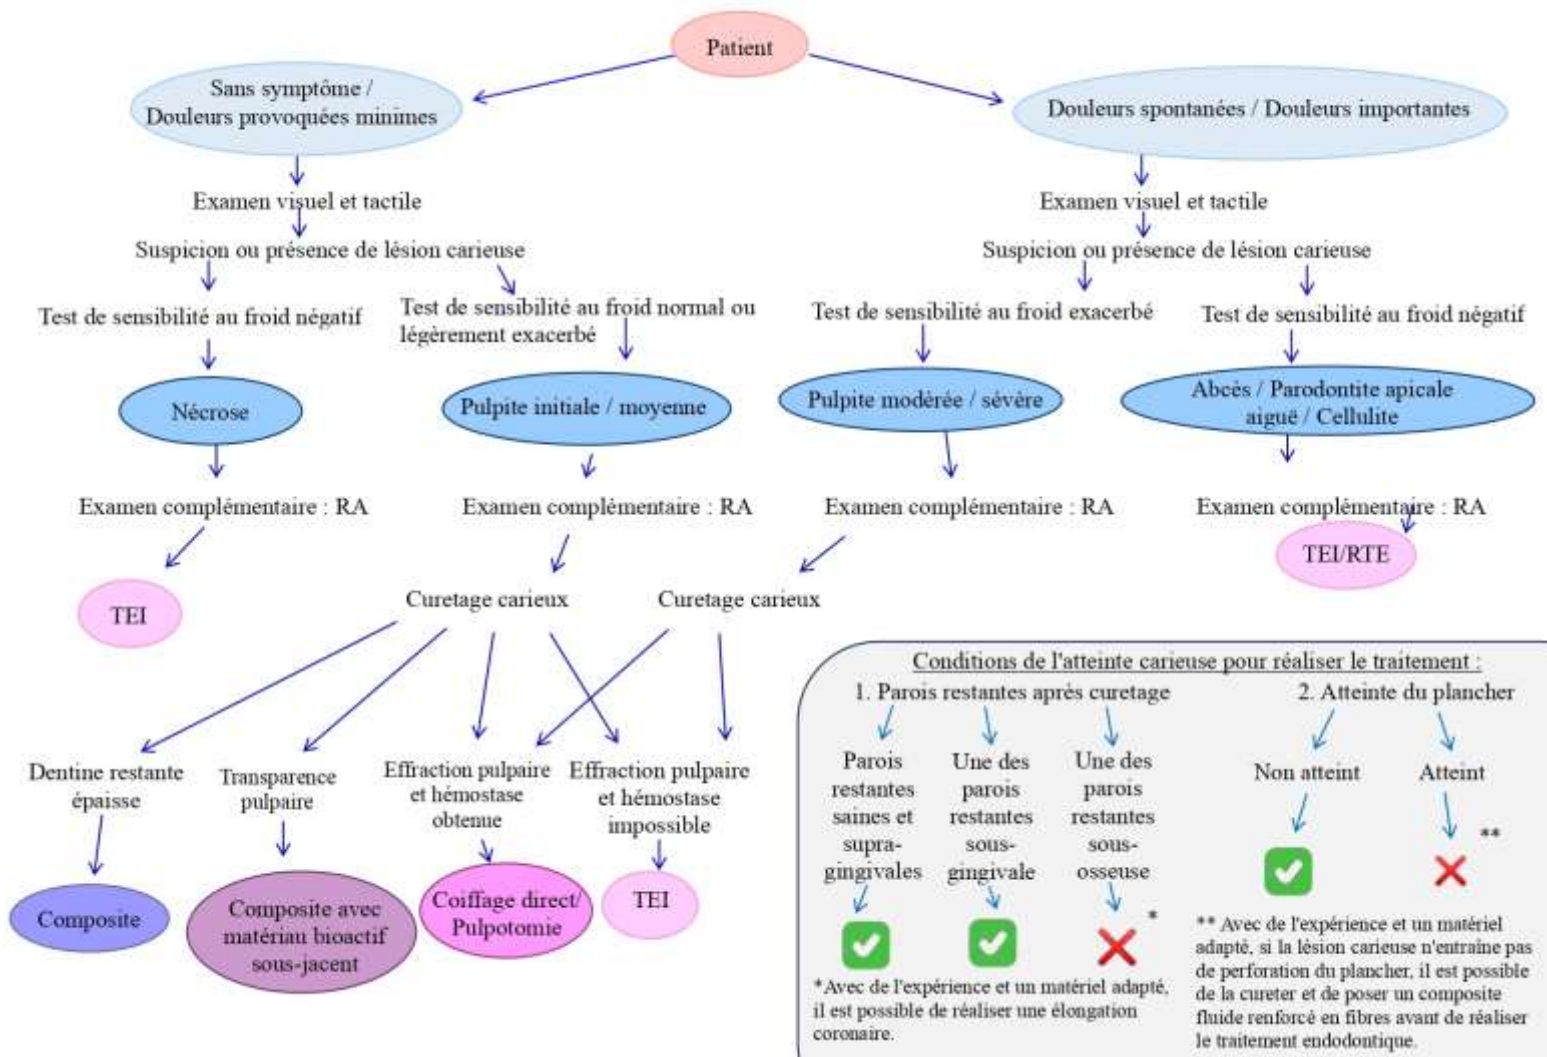 Patient
Sans symptôme /
Douleurs provoquées minimes
Douleurs spontanées / Douleurs importantes
Examen visuel et tactile
Examen visuel et tactile
Suspicion ou présence de lésion carieuse
Suspicion ou présence de lésion carieuse
Test de sensibilité au froid négatif
Test de sensibilité au froid normal ou
légèrement exacerbé
Test de sensibilité au froid exacerbé
Test de sensibilité au froid négatif
Nécrose
Pulpite initiale / moyenne
Pulpite modérée / sévère
Abcès / Parodontite apicale
aiguë / Cellulite
Examen complémentaire : RA
Examen complémentaire : RA
Examen complémentaire : RA
Examen complémentaire : RA
TEI
TEI/RTE
Curetage carieux
Curetage carieux
Dentine restante
épaisse
Transparence
pulpaire
Effraction pulpaire
et hémostase
obtenue
Effraction pulpaire
et hémostase
impossible
Composite
Composite avec
matériau bioactif
sous-jacent
Coiffage direct/
Pulpotomie
TEI
Conditions de l'atteinte carieuse pour réaliser le traitement :
1. Parois restantes après curetage
2. Atteinte du plancher
Parois
restantes
saines et
supra-
gingivales
Une des
parois
restantes
sous-
gingivale
Une des
parois
restantes
sous-
osseuse
Non atteint
Atteint
*
**
*Avec de l'expérience et un matériel adapté,
il est possible de réaliser une élongation
coronaire.
** Avec de l'expérience et un matériel
adapté, si la lésion carieuse n'entraîne pas
de perforation du plancher, il est possible
de la cureter et de poser un composite
fluide renforcé en fibres avant de réaliser
le traitement endodontique.